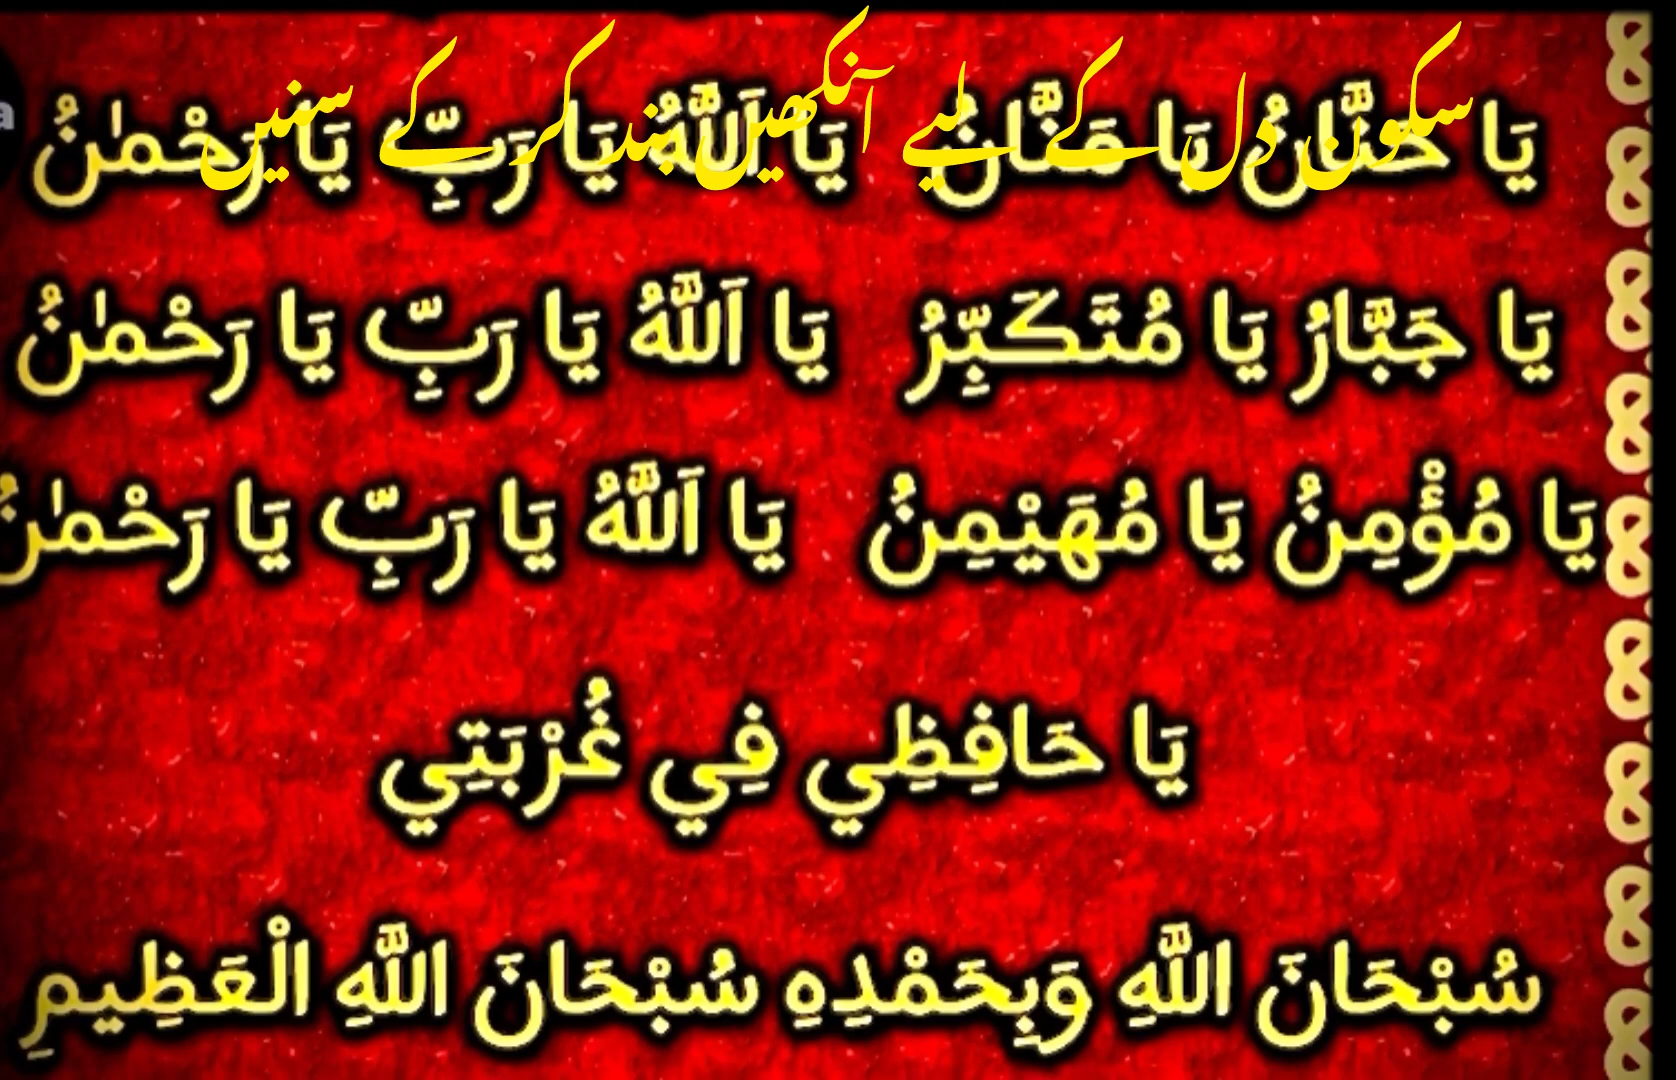 سکون دل کے لیے آنکھیں بند کر کے سنیں
يَا حَنَّانُ يَا مَنَّانُ يَا اَللّٰهُ يَا رَبِّ يَا رَحْمٰنُ
يَا جَبَّارُ يَا مُتَكَبِّرُ يَا اَللّٰهُ يَا رَبِّ يَا رَحْمٰنُ
يَا مُؤْمِنُ يَا مُهَيْمِنُ يَا اَللّٰهُ يَا رَبِّ يَا رَحْمٰنُ
يَا حَافِظِي فِي غُرْبَتِي
سُبْحَانَ اللَّهِ وَبِحَمْدِهِ سُبْحَانَ اللَّهِ الْعَظِيمِ